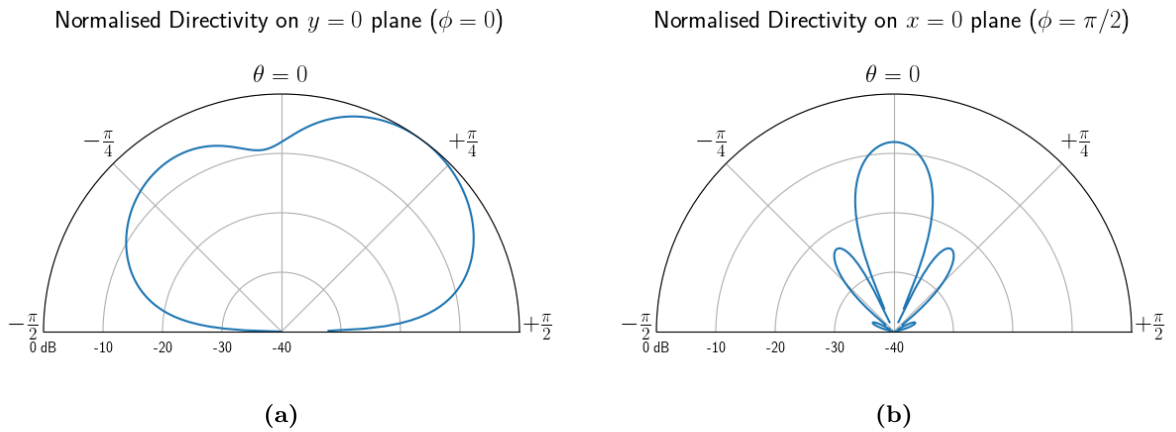 Normalised Directivity on y = 0 plane (ϕ = 0)
θ = 0
−π/4
+π/4
−π/2
+π/2
0 dB -10 -20 -30 -40
(a)
Normalised Directivity on x = 0 plane (ϕ = π/2)
θ = 0
−π/4
+π/4
−π/2
+π/2
0 dB -10 -20 -30 -40
(b)